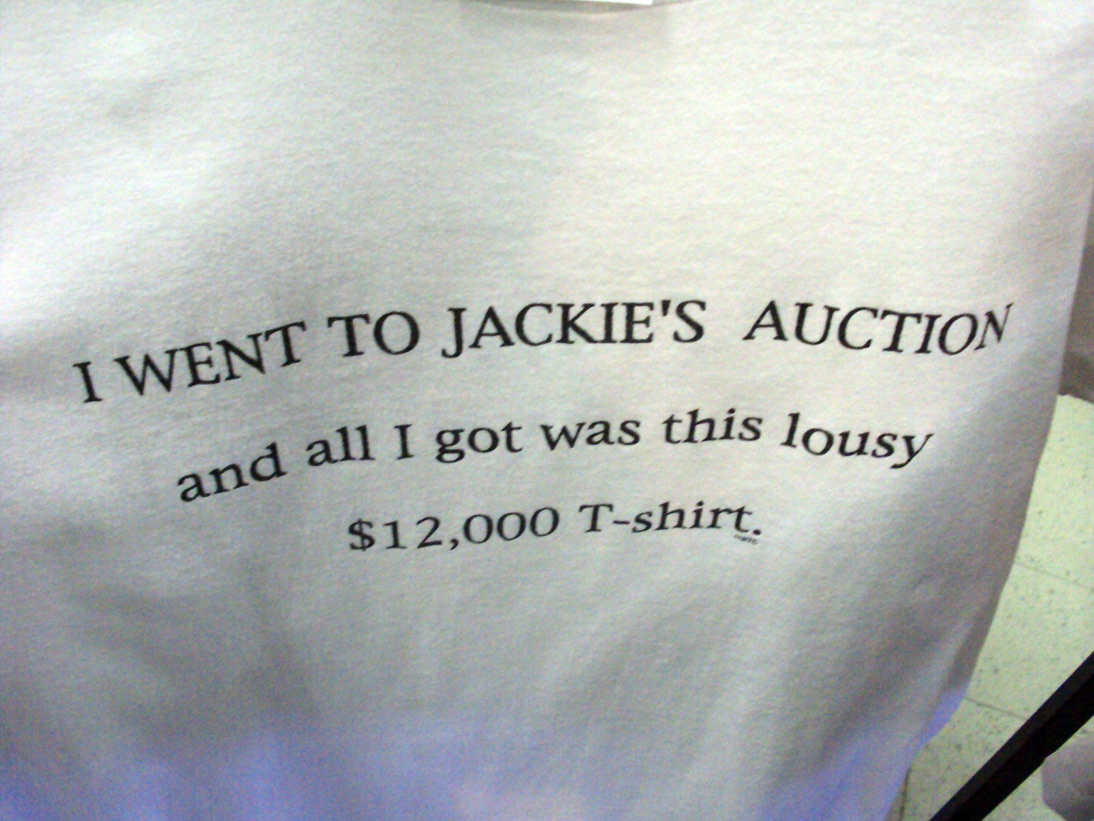 I WENT TO JACKIE'S AUCTION
and all I got was this lousy
$12,000 T-shirt.